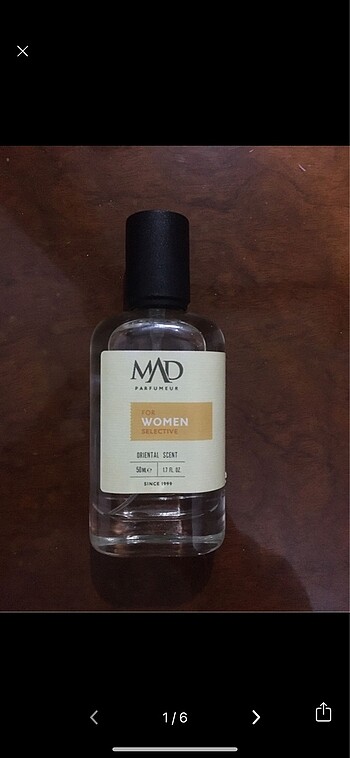 MAD
PARFUMEUR
FOR
WOMEN
SELECTIVE
ORIENTAL SCENT
50ML℮ 1.7 FL. OZ.
SINCE 1999
1/6